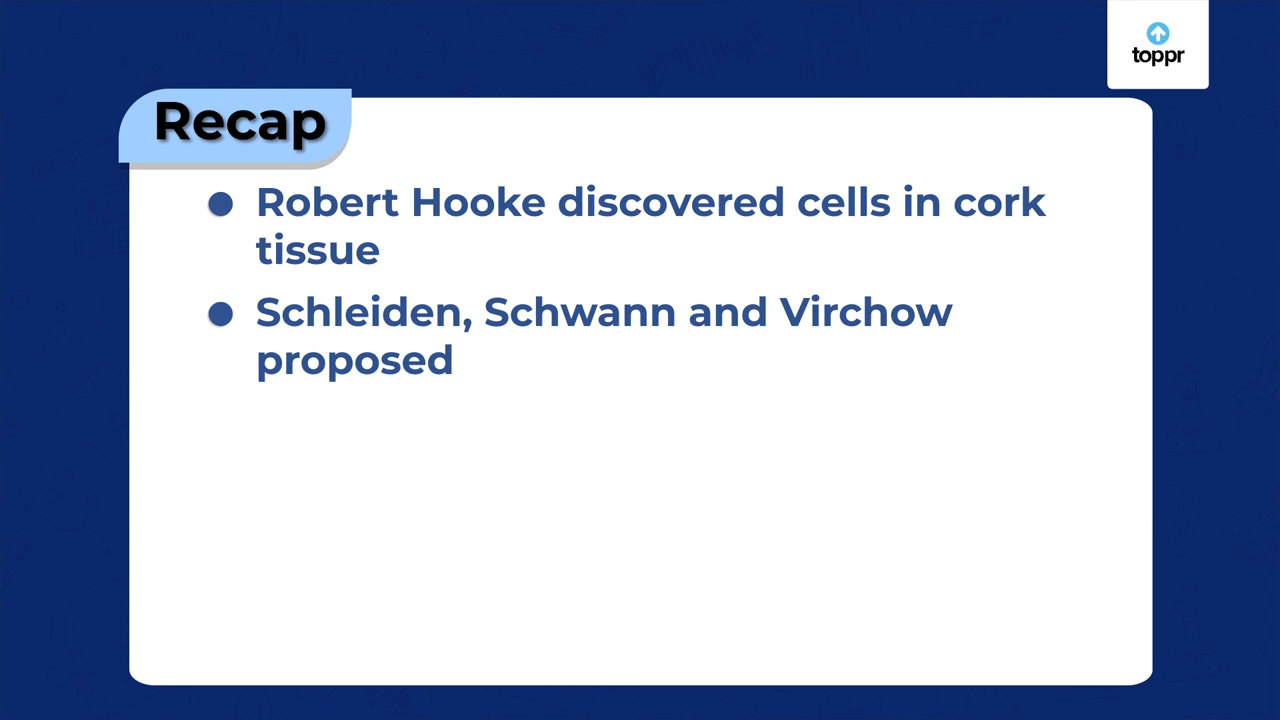 toppr
Recap
● Robert Hooke discovered cells in cork
tissue
● Schleiden, Schwann and Virchow
proposed